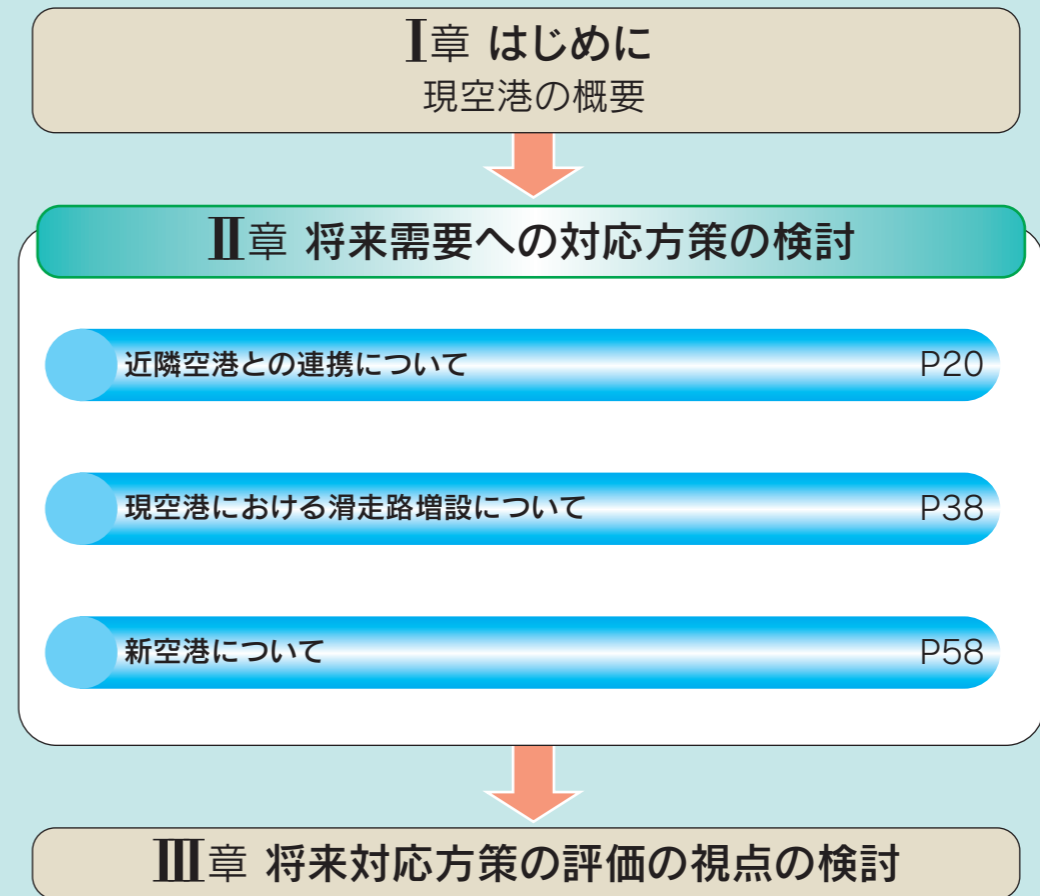 Ⅰ章 はじめに
現空港の概要
Ⅱ章 将来需要への対応方策の検討
近隣空港との連携について P20
現空港における滑走路増設について P38
新空港について P58
Ⅲ章 将来対応方策の評価の視点の検討